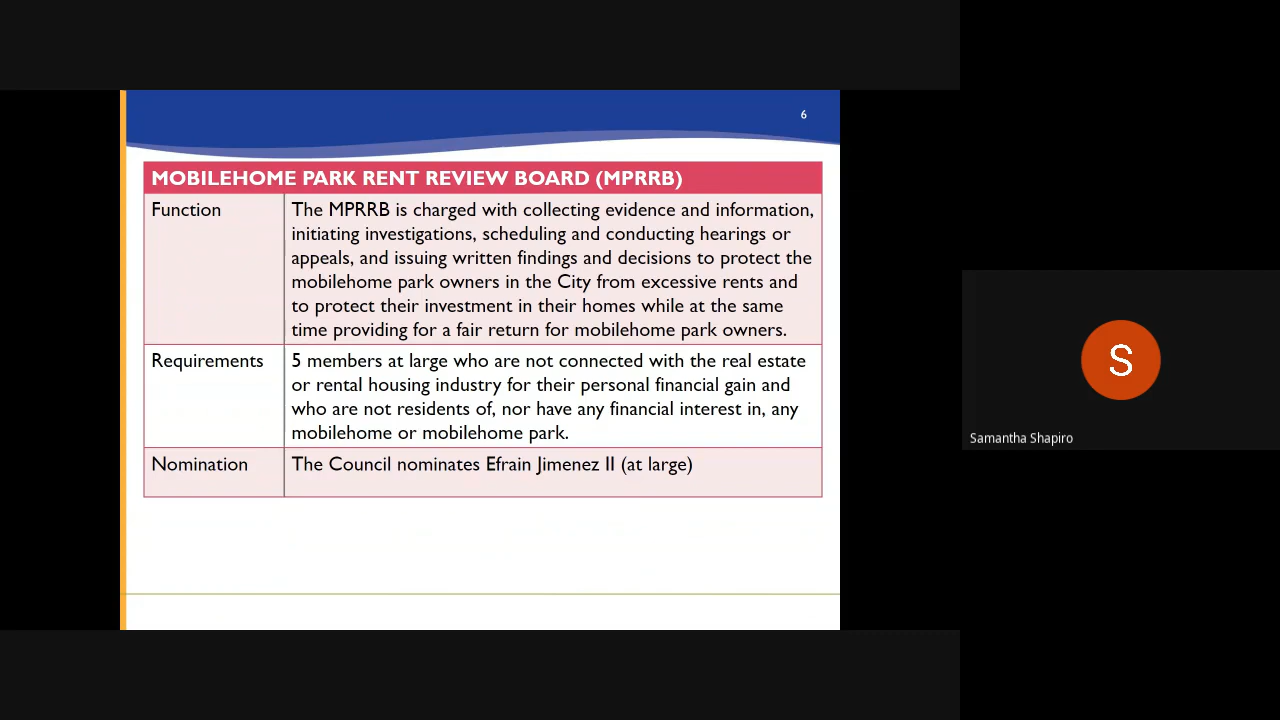 6
MOBILEHOME PARK RENT REVIEW BOARD (MPRRB)
Function
The MPRRB is charged with collecting evidence and information,
initiating investigations, scheduling and conducting hearings or
appeals, and issuing written findings and decisions to protect the
mobilehome park owners in the City from excessive rents and
to protect their investment in their homes while at the same
time providing for a fair return for mobilehome park owners.
Requirements
5 members at large who are not connected with the real estate
or rental housing industry for their personal financial gain and
who are not residents of, nor have any financial interest in, any
mobilehome or mobilehome park.
Nomination
The Council nominates Efrain Jimenez II (at large)
S
Samantha Shapiro